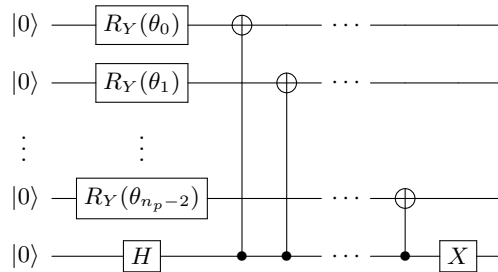 |0⟩ R_Y(θ_0) ···
|0⟩ R_Y(θ_1) ···
⋮ ⋮
|0⟩ R_Y(θ_{n_p−2}) ···
|0⟩ H ··· X